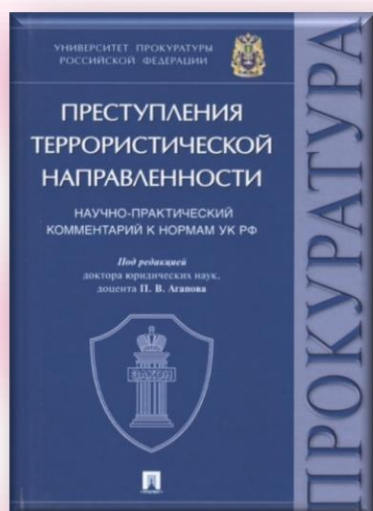 УНИВЕРСИТЕТ ПРОКУРАТУРЫ
РОССИЙСКОЙ ФЕДЕРАЦИИ
ПРЕСТУПЛЕНИЯ
ТЕРРОРИСТИЧЕСКОЙ
НАПРАВЛЕННОСТИ
НАУЧНО-ПРАКТИЧЕСКИЙ
КОММЕНТАРИЙ К НОРМАМ УК РФ
Под редакцией
доктора юридических наук,
доцента П. В. Агапова
ЗАКОН
ПРОКУРАТУРА